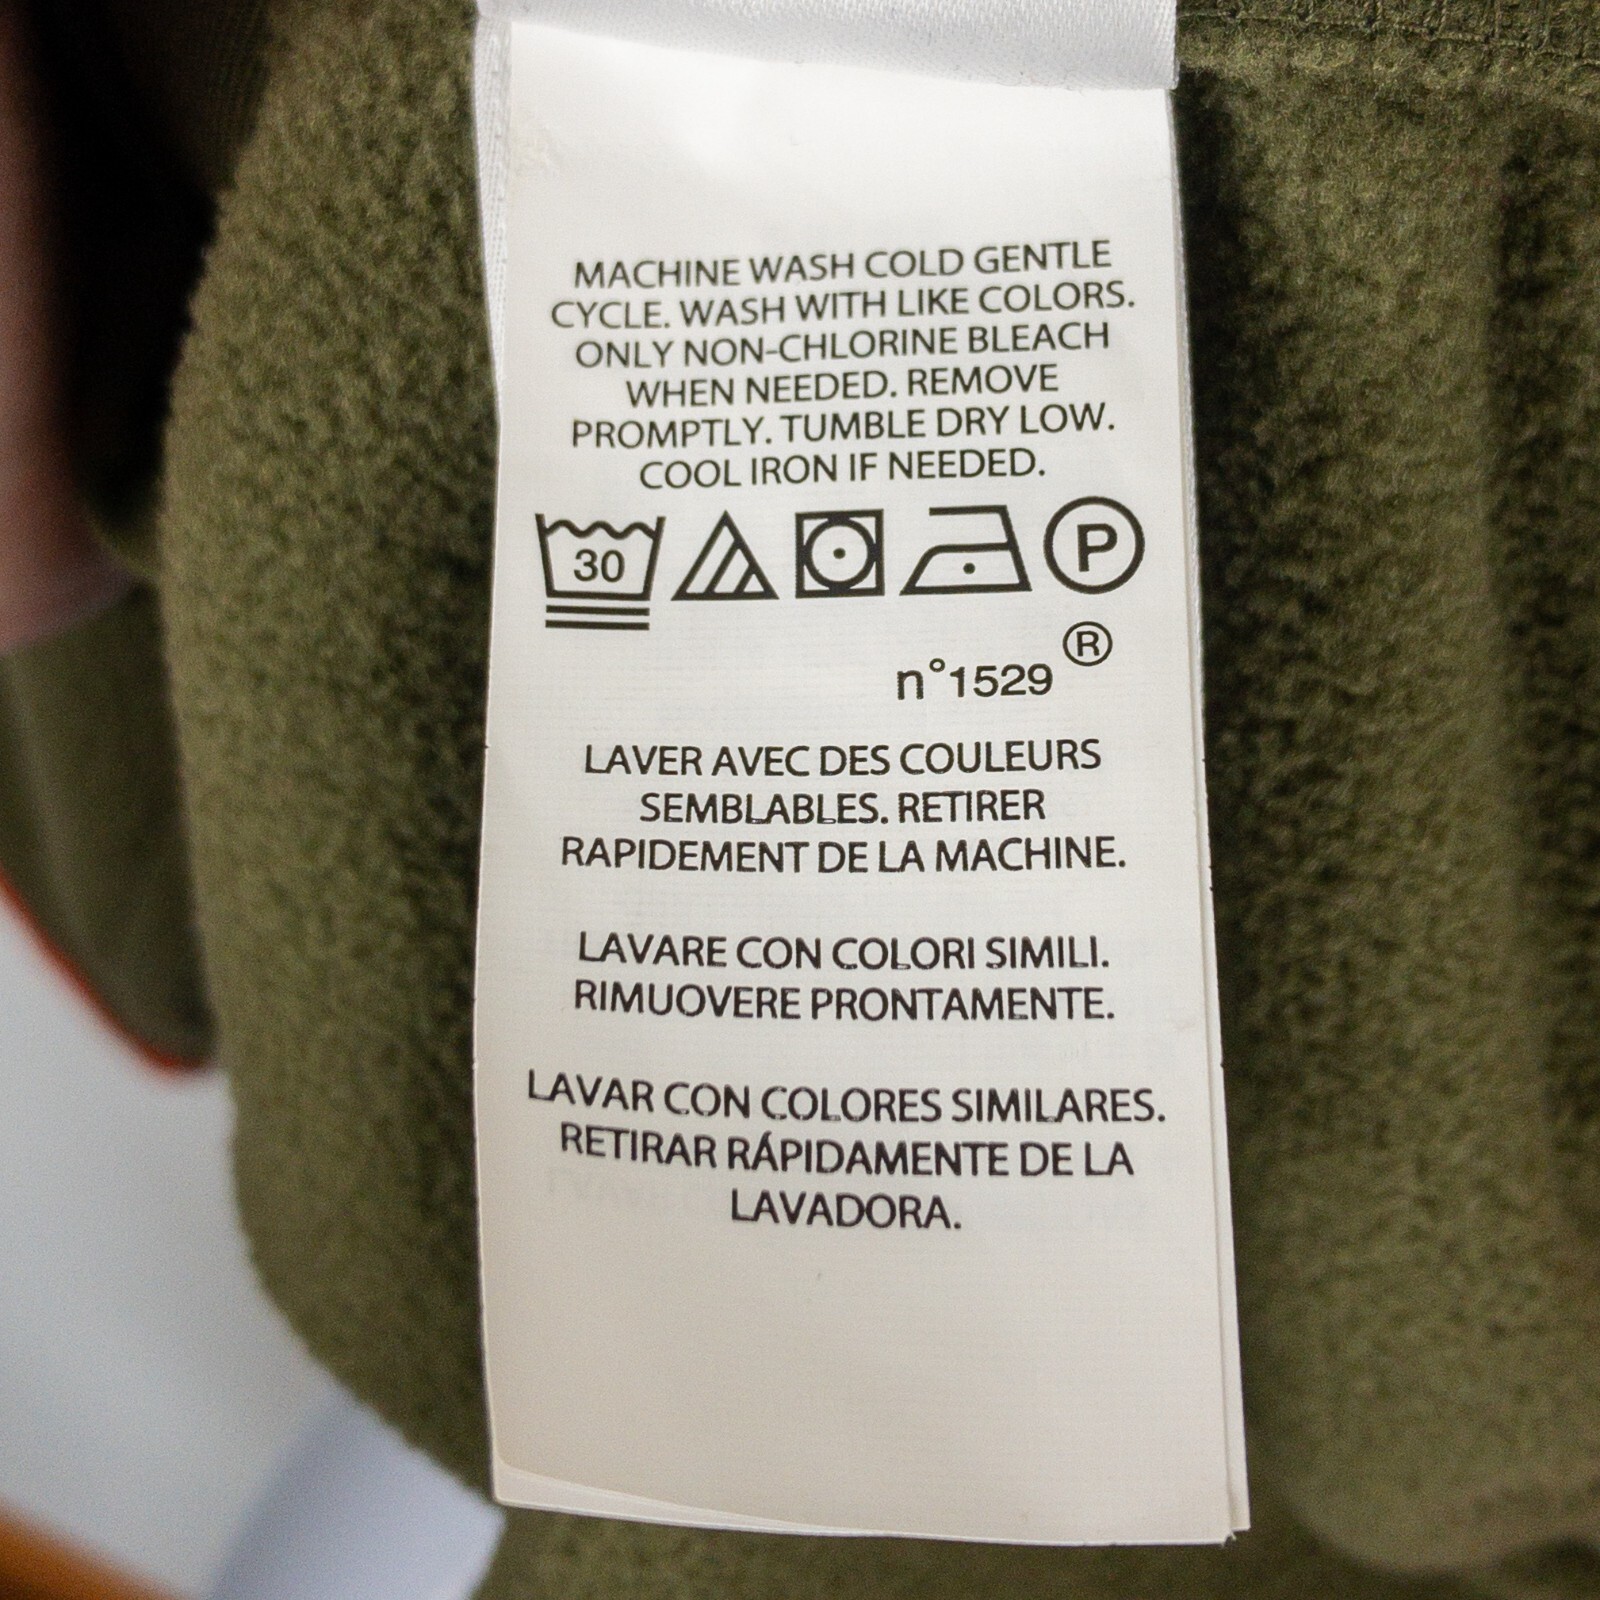 MACHINE WASH COLD GENTLE
CYCLE. WASH WITH LIKE COLORS.
ONLY NON-CHLORINE BLEACH
WHEN NEEDED. REMOVE
PROMPTLY. TUMBLE DRY LOW.
COOL IRON IF NEEDED.
30 P
n°1529 ®
LAVER AVEC DES COULEURS
SEMBLABLES. RETIRER
RAPIDEMENT DE LA MACHINE.
LAVARE CON COLORI SIMILI.
RIMUOVERE PRONTAMENTE.
LAVAR CON COLORES SIMILARES.
RETIRAR RÁPIDAMENTE DE LA
LAVADORA.